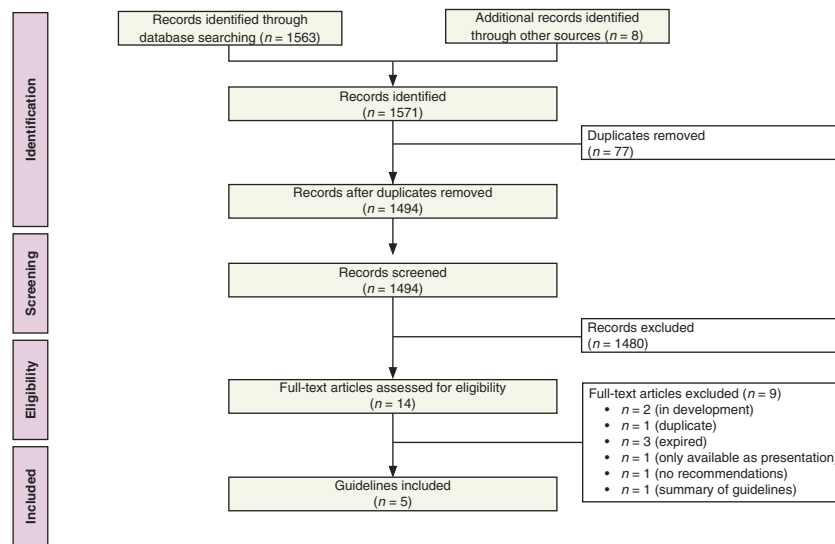 Records identified through
database searching (n = 1563)
Additional records identified
through other sources (n = 8)
Identification
Records identified
(n = 1571)
Duplicates removed
(n = 77)
Records after duplicates removed
(n = 1494)
Screening
Records screened
(n = 1494)
Records excluded
(n = 1480)
Eligibility
Full-text articles assessed for eligibility
(n = 14)
Full-text articles excluded (n = 9)
• n = 2 (in development)
• n = 1 (duplicate)
• n = 3 (expired)
• n = 1 (only available as presentation)
• n = 1 (no recommendations)
• n = 1 (summary of guidelines)
Included
Guidelines included
(n = 5)